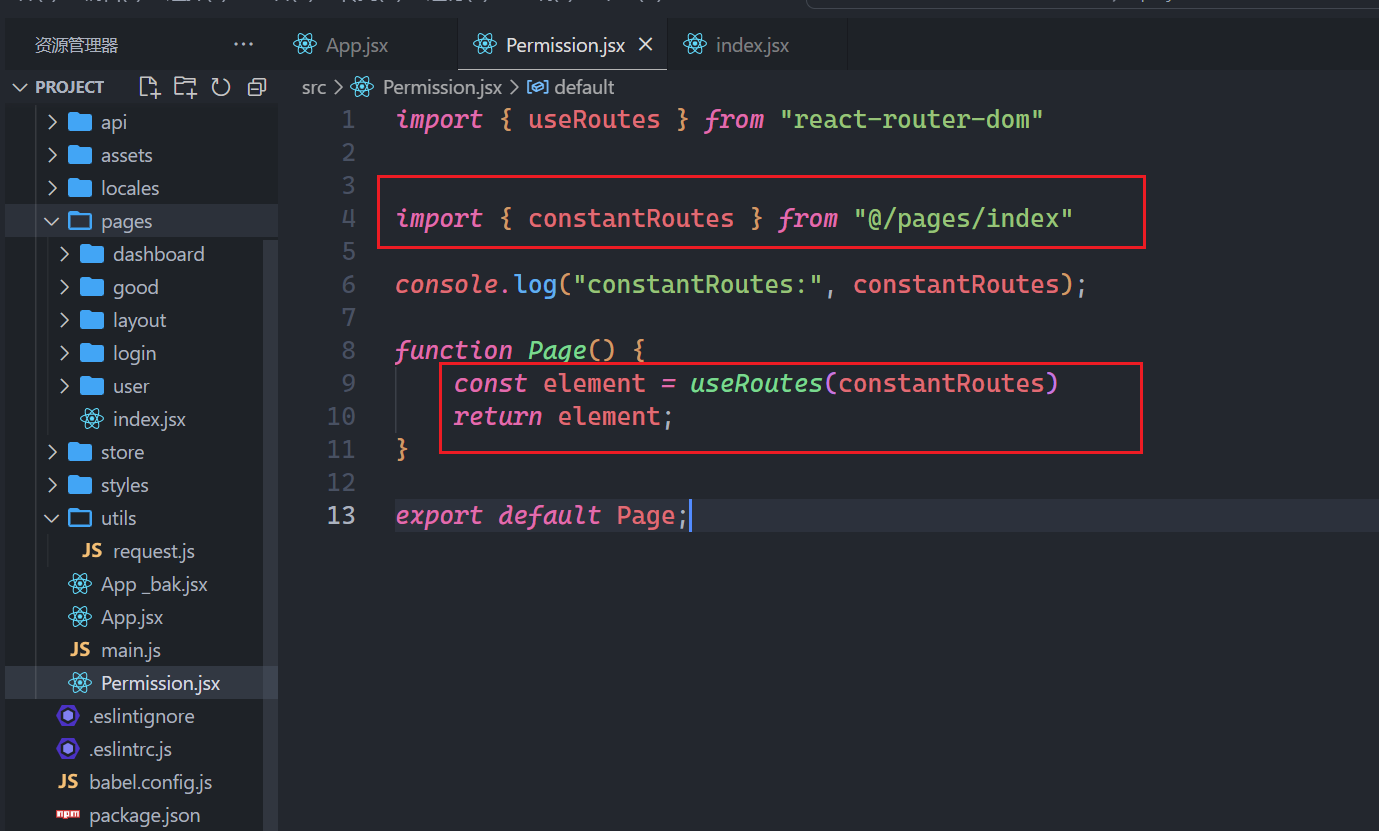 资源管理器 ··· App.jsx Permission.jsx index.jsx
PROJECT
src > Permission.jsx > default
api
assets
locales
pages
dashboard
good
layout
login
user
index.jsx
store
styles
utils
request.js
App _bak.jsx
App.jsx
main.js
Permission.jsx
.eslintignore
.eslintrc.js
babel.config.js
package.json
1 import { useRoutes } from "react-router-dom"
2
3
4 import { constantRoutes } from "@/pages/index"
5
6 console.log("constantRoutes:", constantRoutes);
7
8 function Page() {
9 const element = useRoutes(constantRoutes)
10 return element;
11 }
12
13 export default Page;